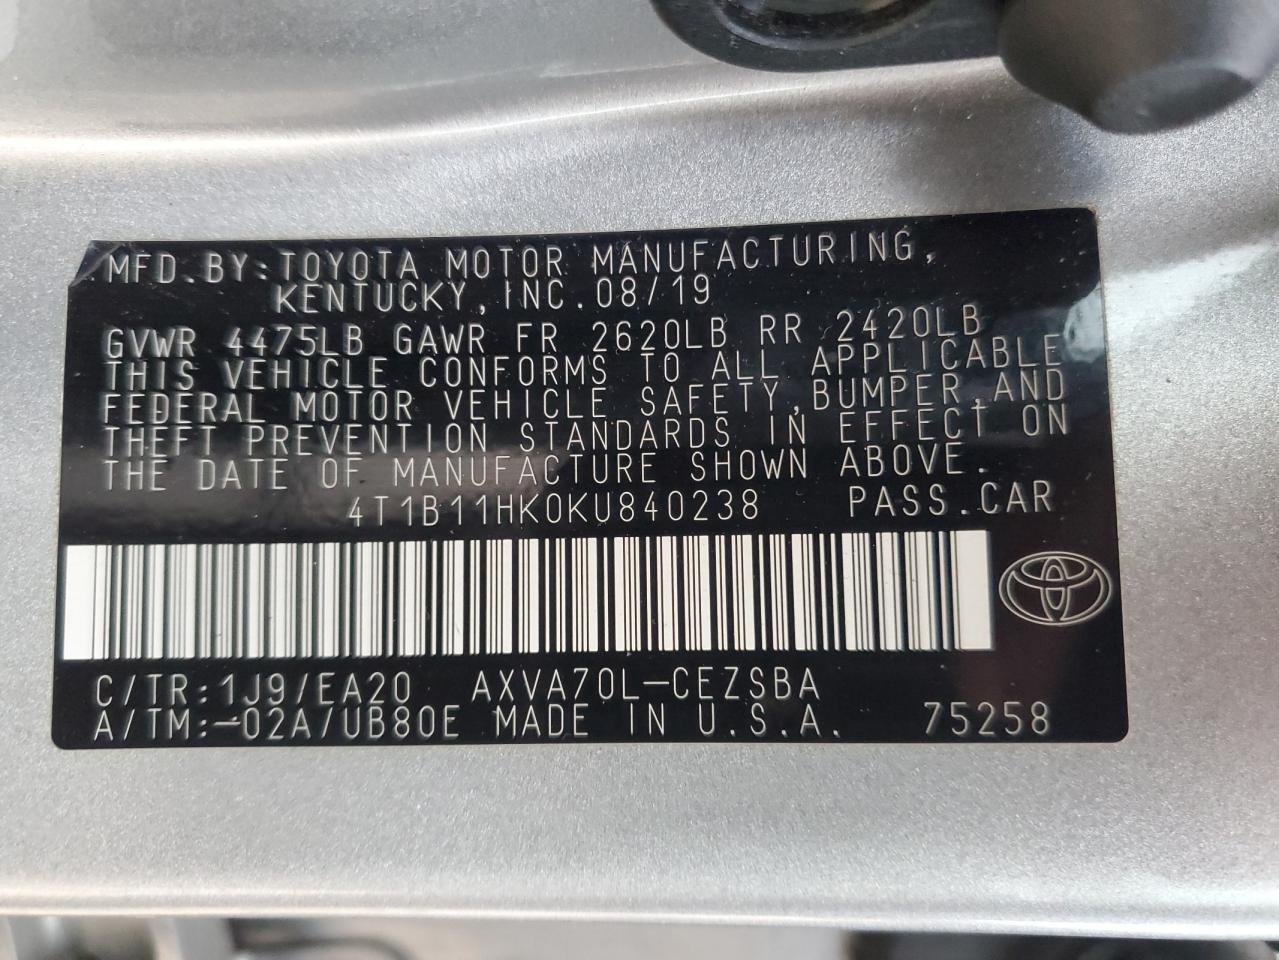 MFD.BY:TOYOTA MOTOR MANUFACTURING,
KENTUCKY,INC.08/19
GVWR 4475LB GAWR FR 2620LB RR 2420LB
THIS VEHICLE CONFORMS TO ALL APPLICABLE
FEDERAL MOTOR VEHICLE SAFETY,BUMPER,AND
THEFT PREVENTION STANDARDS IN EFFECT ON
THE DATE OF MANUFACTURE SHOWN ABOVE.
4T1B11HK0KU840238 PASS.CAR
C/TR:1J9/EA20 AXVA70L-CEZSBA
A/TM:-02A/UB80E MADE IN U.S.A. 75258